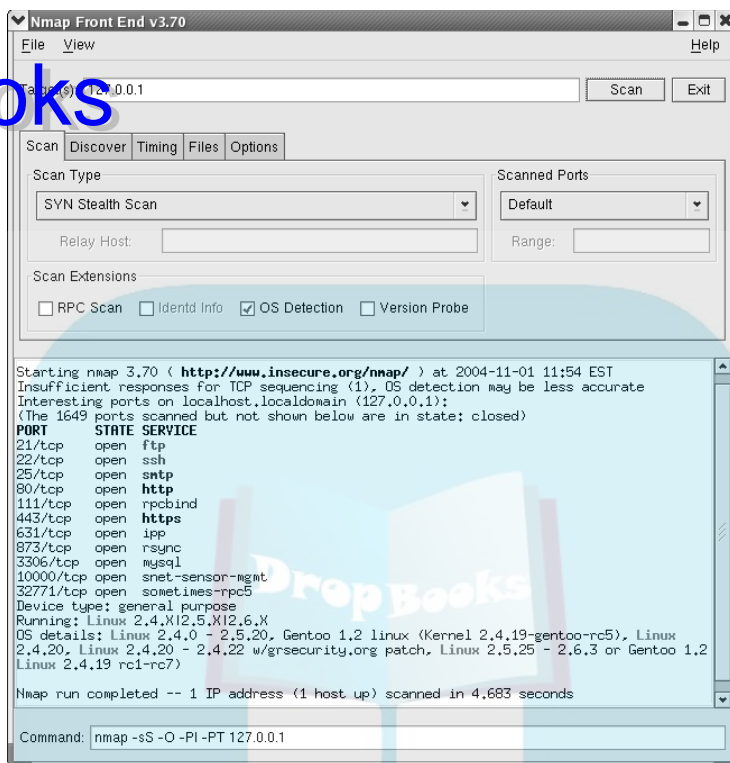 Nmap Front End v3.70
File View Help
oks
Target(s): 127.0.0.1 Scan Exit
Scan Discover Timing Files Options
Scan Type Scanned Ports
SYN Stealth Scan Default
Relay Host: Range:
Scan Extensions
RPC Scan Identd Info OS Detection Version Probe
Starting nmap 3.70 ( http://www.insecure.org/nmap/ ) at 2004-11-01 11:54 EST
Insufficient responses for TCP sequencing (1), OS detection may be less accurate
Interesting ports on localhost.localdomain (127.0.0.1):
(The 1649 ports scanned but not shown below are in state: closed)
PORT STATE SERVICE
21/tcp open ftp
22/tcp open ssh
25/tcp open smtp
80/tcp open http
111/tcp open rpcbind
443/tcp open https
631/tcp open ipp
873/tcp open rsync
3306/tcp open mysql
10000/tcp open snet-sensor-mgmt
32771/tcp open sometimes-rpc5
DropBooks
Device type: general purpose
Running: Linux 2.4.X|2.5.X|2.6.X
OS details: Linux 2.4.0 - 2.5.20, Gentoo 1.2 linux (Kernel 2.4.19-gentoo-rc5), Linux
2.4.20, Linux 2.4.20 - 2.4.22 w/grsecurity.org patch, Linux 2.5.25 - 2.6.3 or Gentoo 1.2
Linux 2.4.19 rc1-rc7)
Nmap run completed -- 1 IP address (1 host up) scanned in 4.683 seconds
Command: nmap -sS -O -PI -PT 127.0.0.1